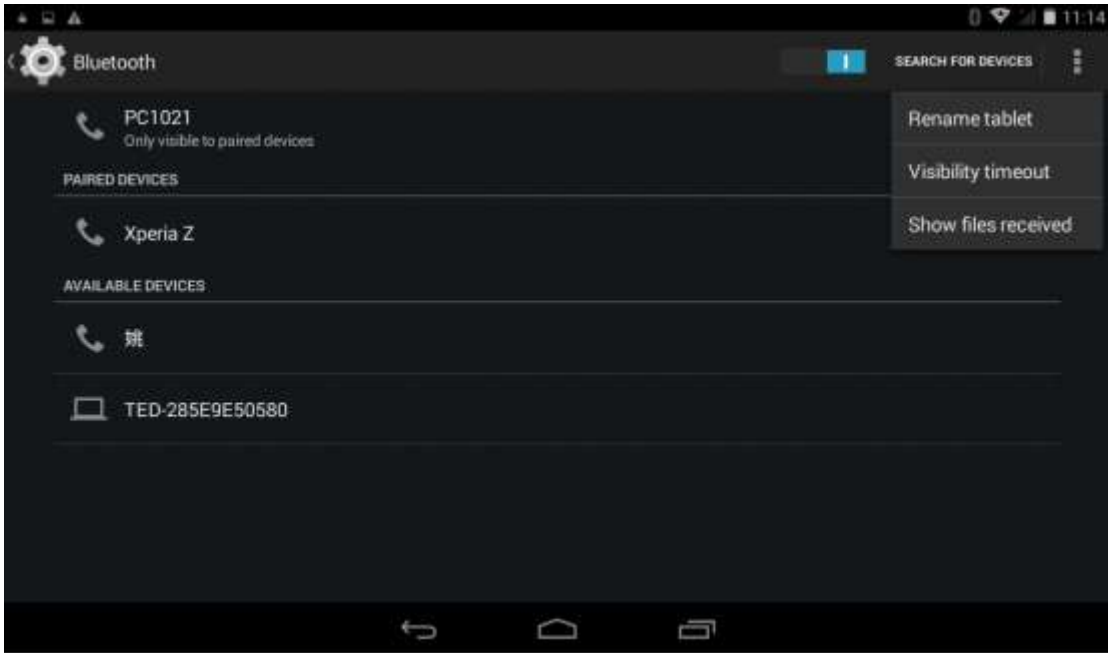 11:14
Bluetooth
SEARCH FOR DEVICES
PC1021
Only visible to paired devices
PAIRED DEVICES
Xperia Z
AVAILABLE DEVICES
姚
TED-285E9E50580
Rename tablet
Visibility timeout
Show files received